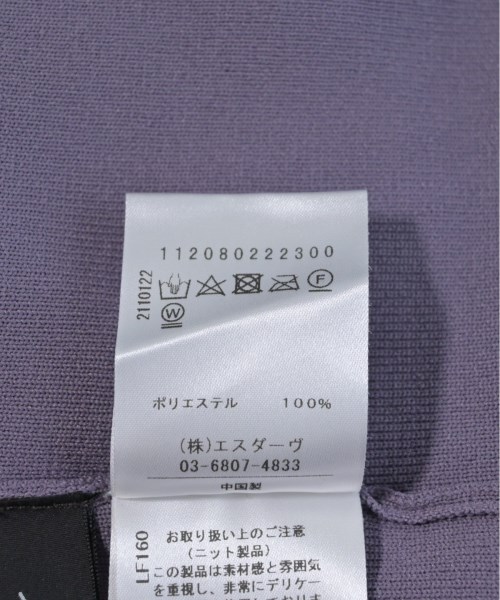 112080222300
2110122
F
W
ポリエステル 100%
(株)エスダーヴ
03-6807-4833
中国製
LF160
お取り扱い上のご注意
(ニット製品)
この製品は素材感と雰囲気
を重視し、非常にデリケー